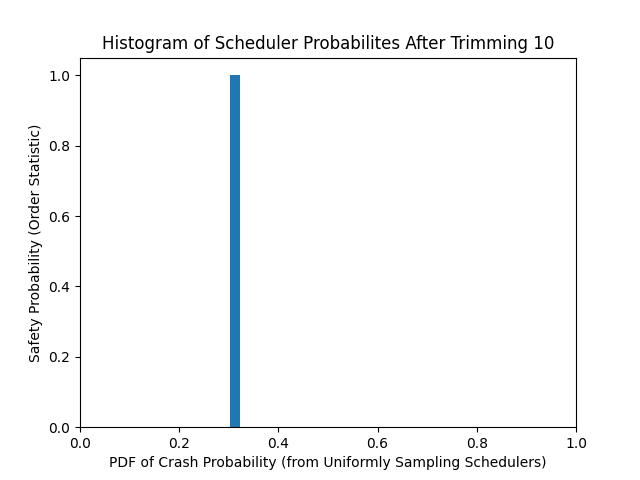 Histogram of Scheduler Probabilites After Trimming 10
1.0
0.8
0.6
0.4
0.2
0.0
Safety Probability (Order Statistic)
0.0 0.2 0.4 0.6 0.8 1.0
PDF of Crash Probability (from Uniformly Sampling Schedulers)